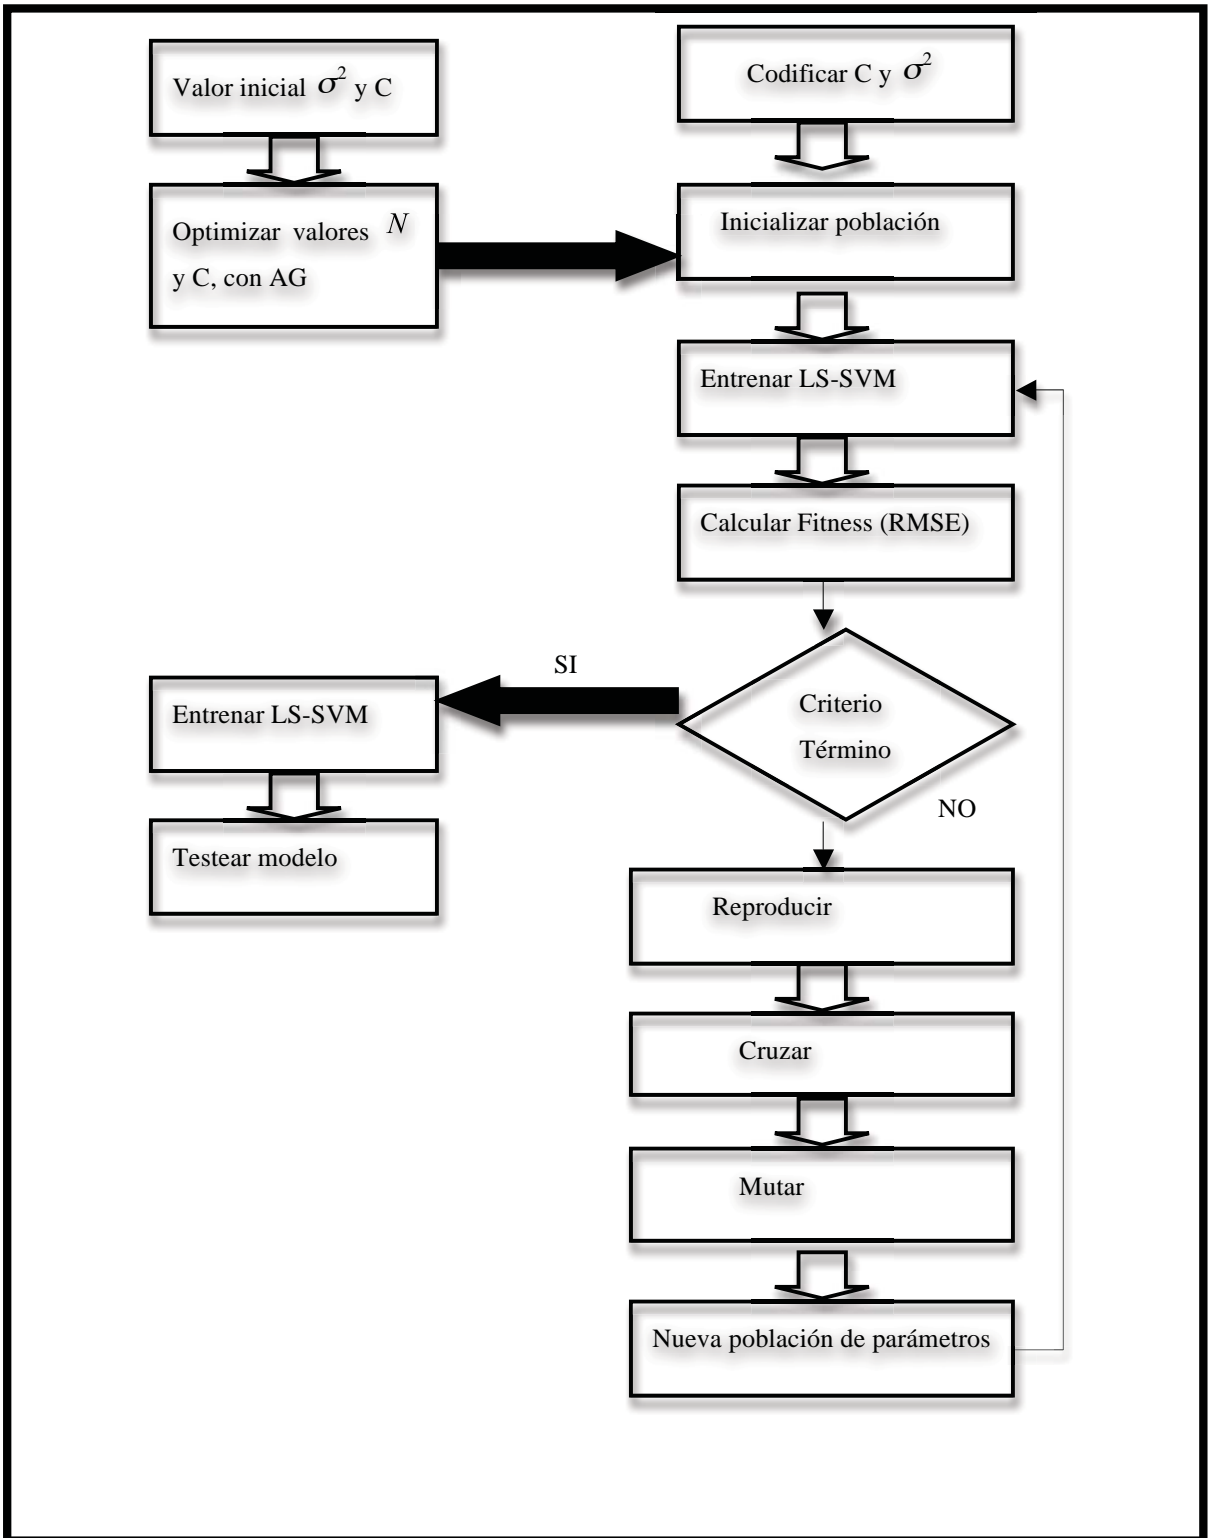 Valor inicial σ² y C
Optimizar valores N
y C, con AG
Codificar C y σ²
Inicializar población
Entrenar LS-SVM
Calcular Fitness (RMSE)
Criterio
Término
SI
Entrenar LS-SVM
Testear modelo
NO
Reproducir
Cruzar
Mutar
Nueva población de parámetros